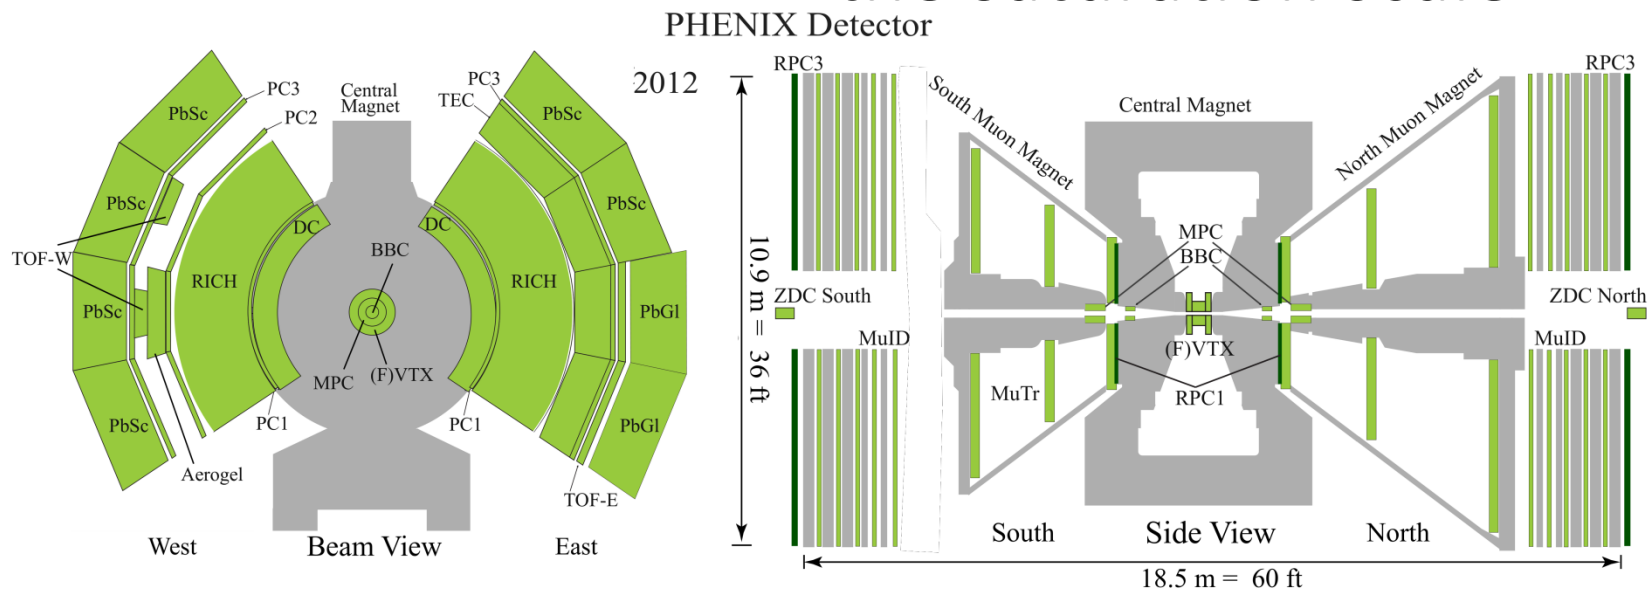 PHENIX Detector
2012
PC3
PC2
PbSc
PbSc
TOF-W
PbSc
PbSc
RICH
DC
PC1
Aerogel
West
Central
Magnet
BBC
MPC
(F)VTX
Beam View
PC3
TEC
PbSc
PbSc
DC
RICH
PbGl
PbGl
PC1
TOF-E
East
10.9 m = 36 ft
RPC3
South Muon Magnet
Central Magnet
North Muon Magnet
RPC3
MPC
BBC
ZDC South
ZDC North
MuID
(F)VTX
MuID
MuTr
RPC1
South
Side View
North
18.5 m = 60 ft